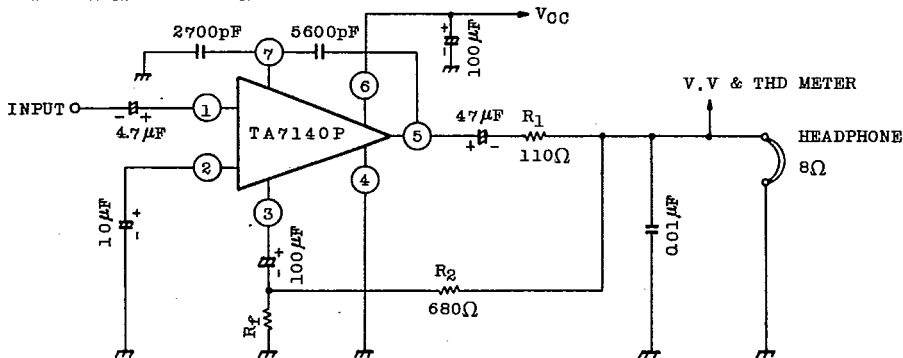 2700pF
5600pF
7
6
100μF
+
-
VCC
V.V & THD METER
INPUT
- +
4.7μF
1
TA7140P
5
47μF
+ -
R1
110Ω
HEADPHONE
8Ω
2
4
10μF
+
-
3
100μF
+
-
0.01μF
R2
680Ω
Rf